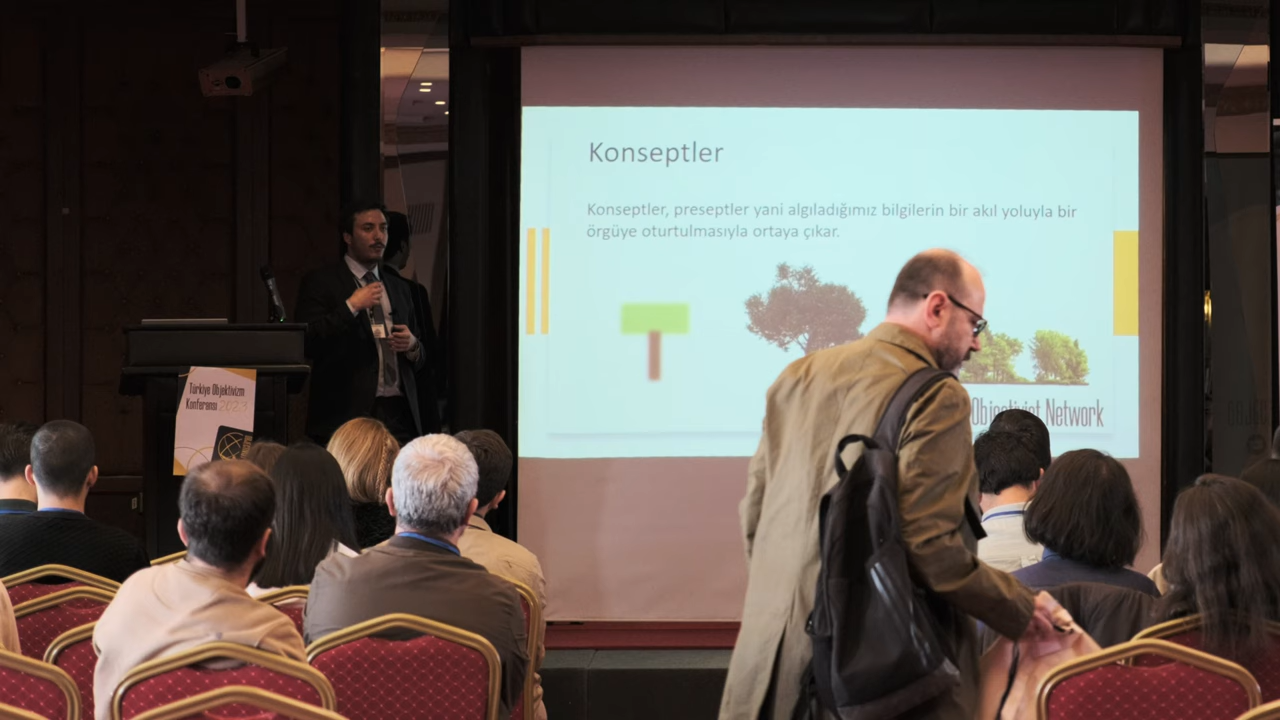 Konseptler
Konseptler, preseptler yani algıladığımız bilgilerin bir akıl yoluyla bir
örgüye oturtulmasıyla ortaya çıkar.
Objectivist Network
Türkiye Objektivizm
Konferansı 2023